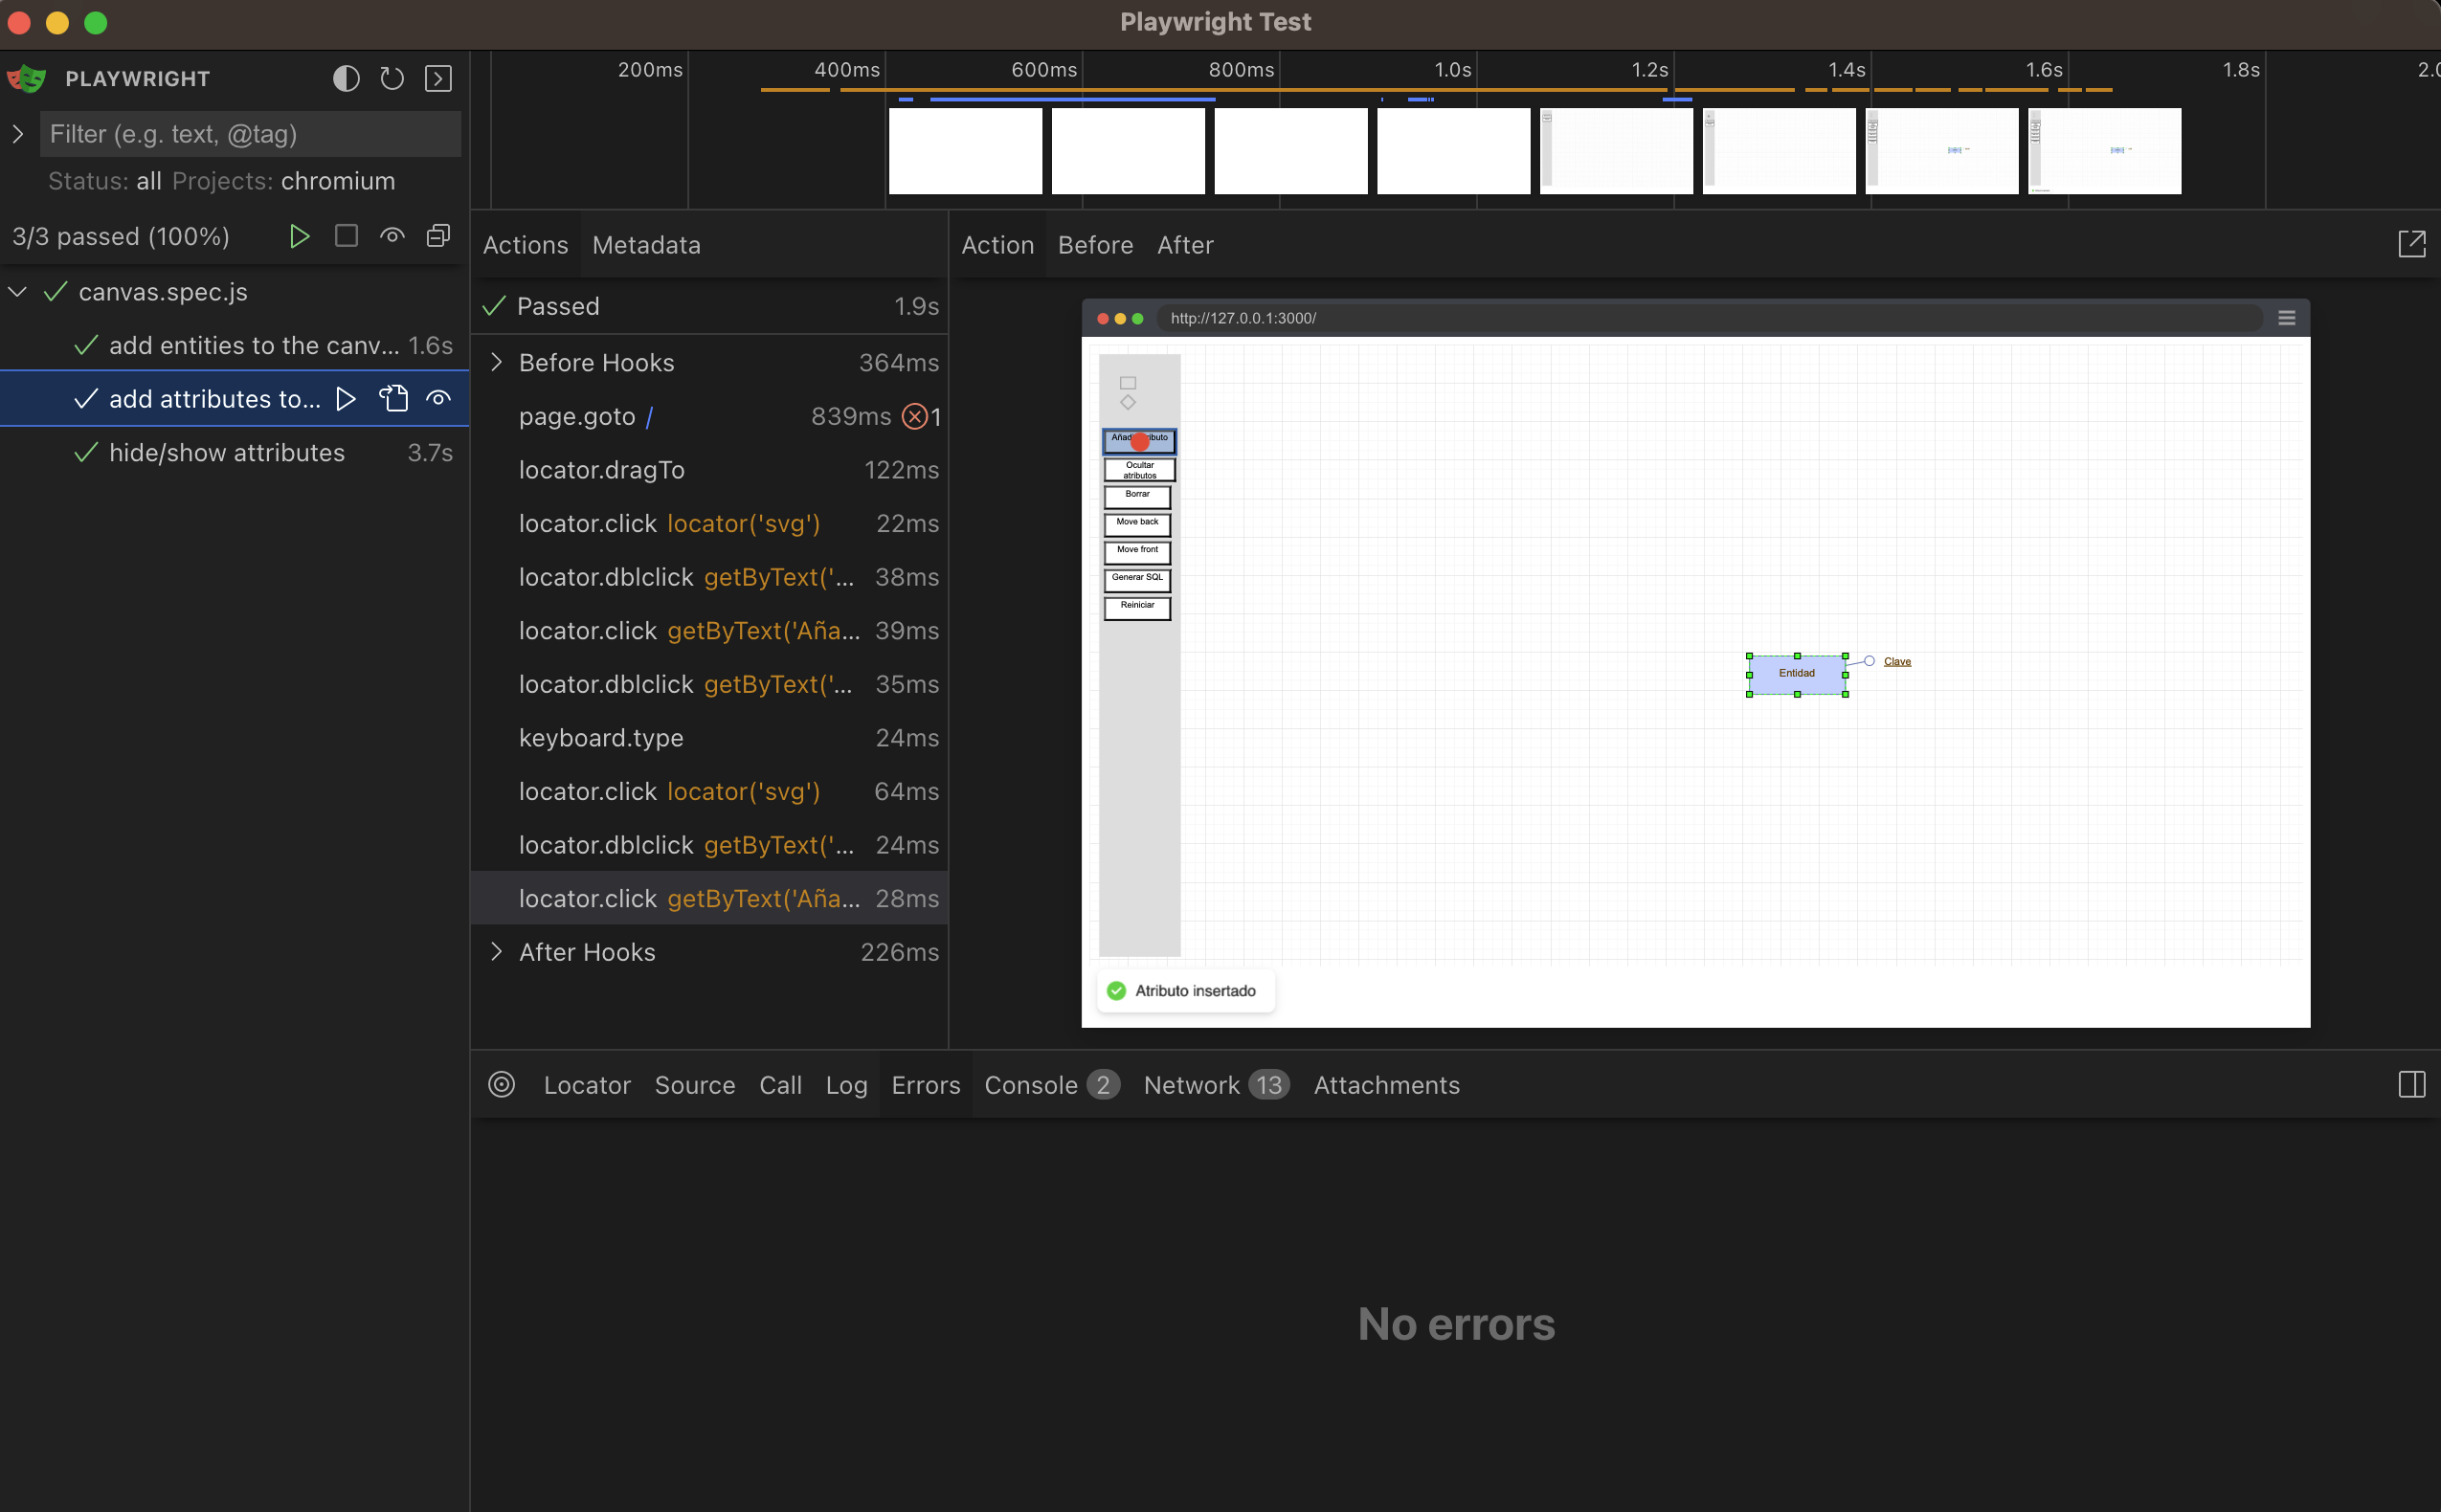 Playwright Test
PLAYWRIGHT
Filter (e.g. text, @tag)
Status: all Projects: chromium
3/3 passed (100%)
canvas.spec.js
add entities to the canv... 1.6s
add attributes to...
hide/show attributes 3.7s
200ms 400ms 600ms 800ms 1.0s 1.2s 1.4s 1.6s 1.8s 2.0
Actions Metadata
Passed 1.9s
Before Hooks 364ms
page.goto / 839ms 1
locator.dragTo 122ms
locator.click locator('svg') 22ms
locator.dblclick getByText('... 38ms
locator.click getByText('Aña... 39ms
locator.dblclick getByText('... 35ms
keyboard.type 24ms
locator.click locator('svg') 64ms
locator.dblclick getByText('... 24ms
locator.click getByText('Aña... 28ms
After Hooks 226ms
Action Before After
http://127.0.0.1:3000/
Ocultar
atributos
Borrar
Move back
Move front
Generar SQL
Reiniciar
Entidad
Clave
Atributo insertado
Locator Source Call Log Errors Console 2 Network 13 Attachments
No errors